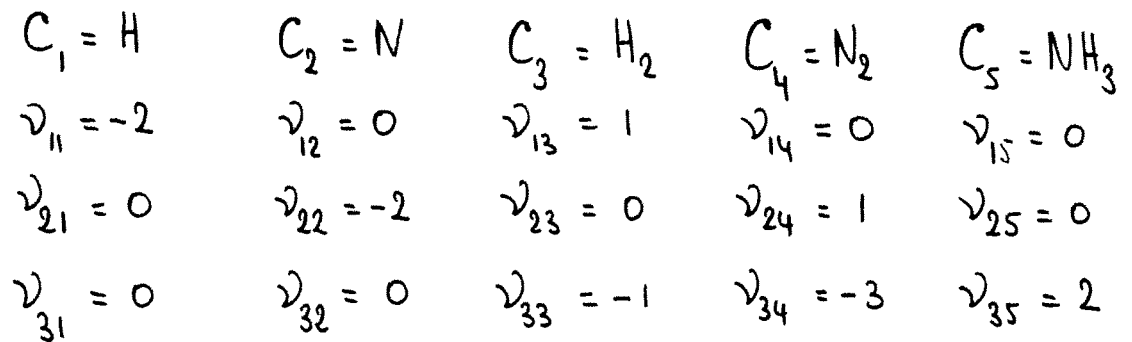 C₁ = H C₂ = N C₃ = H₂ C₄ = N₂ C₅ = NH₃
ν₁₁ = -2 ν₁₂ = 0 ν₁₃ = 1 ν₁₄ = 0 ν₁₅ = 0
ν₂₁ = 0 ν₂₂ = -2 ν₂₃ = 0 ν₂₄ = 1 ν₂₅ = 0
ν₃₁ = 0 ν₃₂ = 0 ν₃₃ = -1 ν₃₄ = -3 ν₃₅ = 2